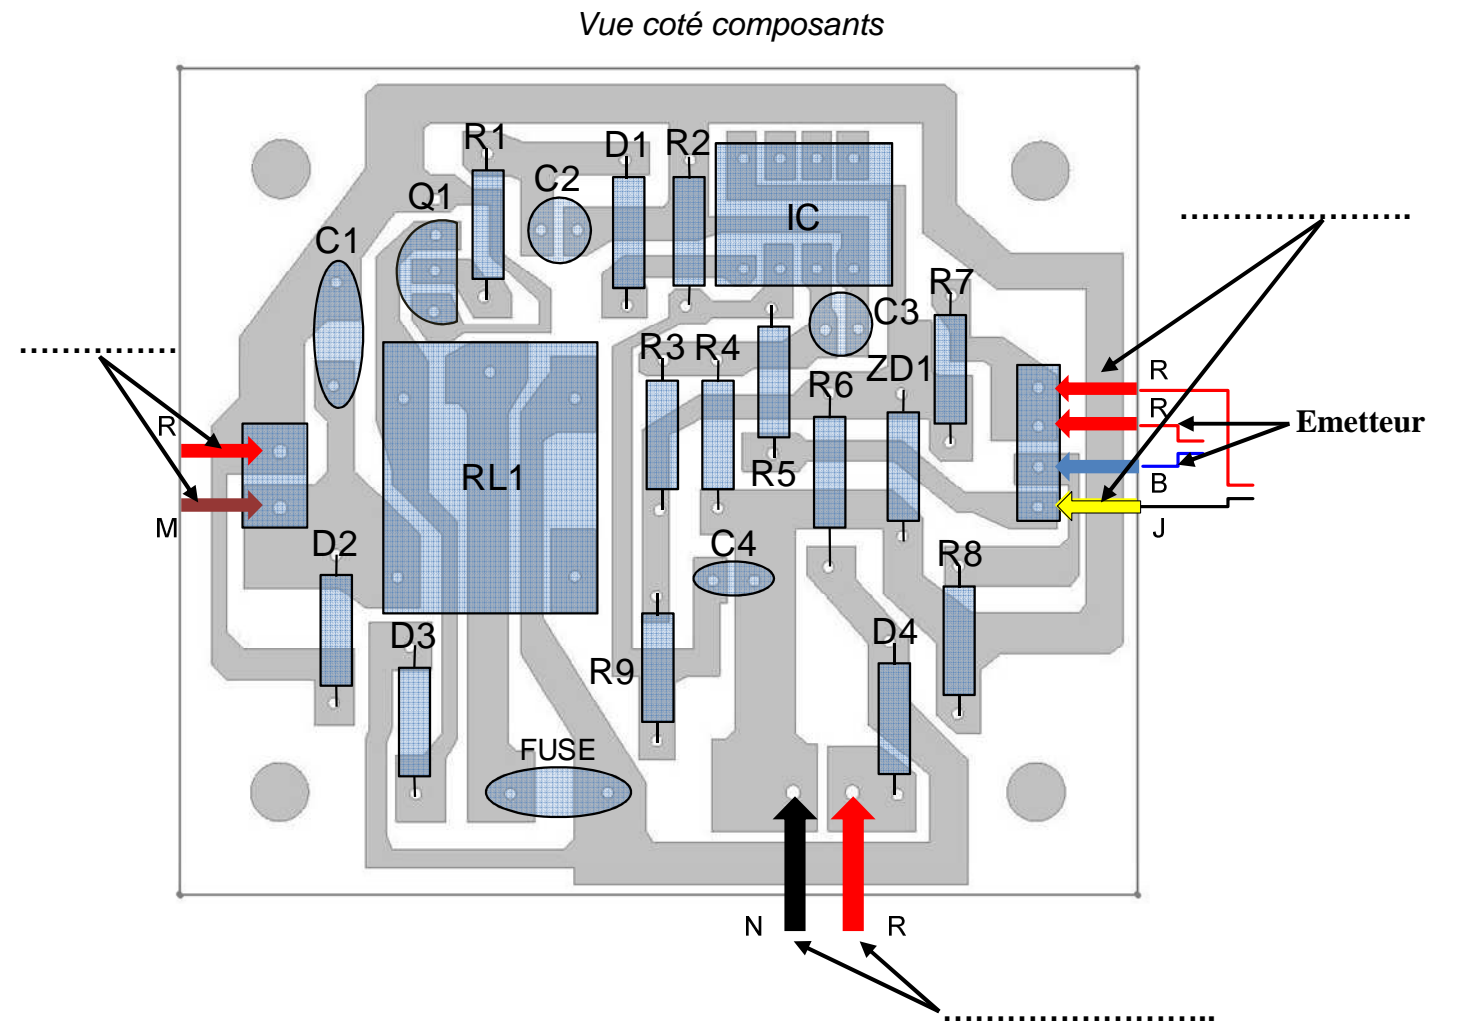 Vue coté composants
R1
D1
R2
C2
Q1
IC
C1
.....................
R7
C3
R3
R4
ZD1
R
R6
..................
R
R
Emetteur
R5
RL1
B
M
J
D2
C4
R8
D3
D4
R9
FUSE
N
R
..........................